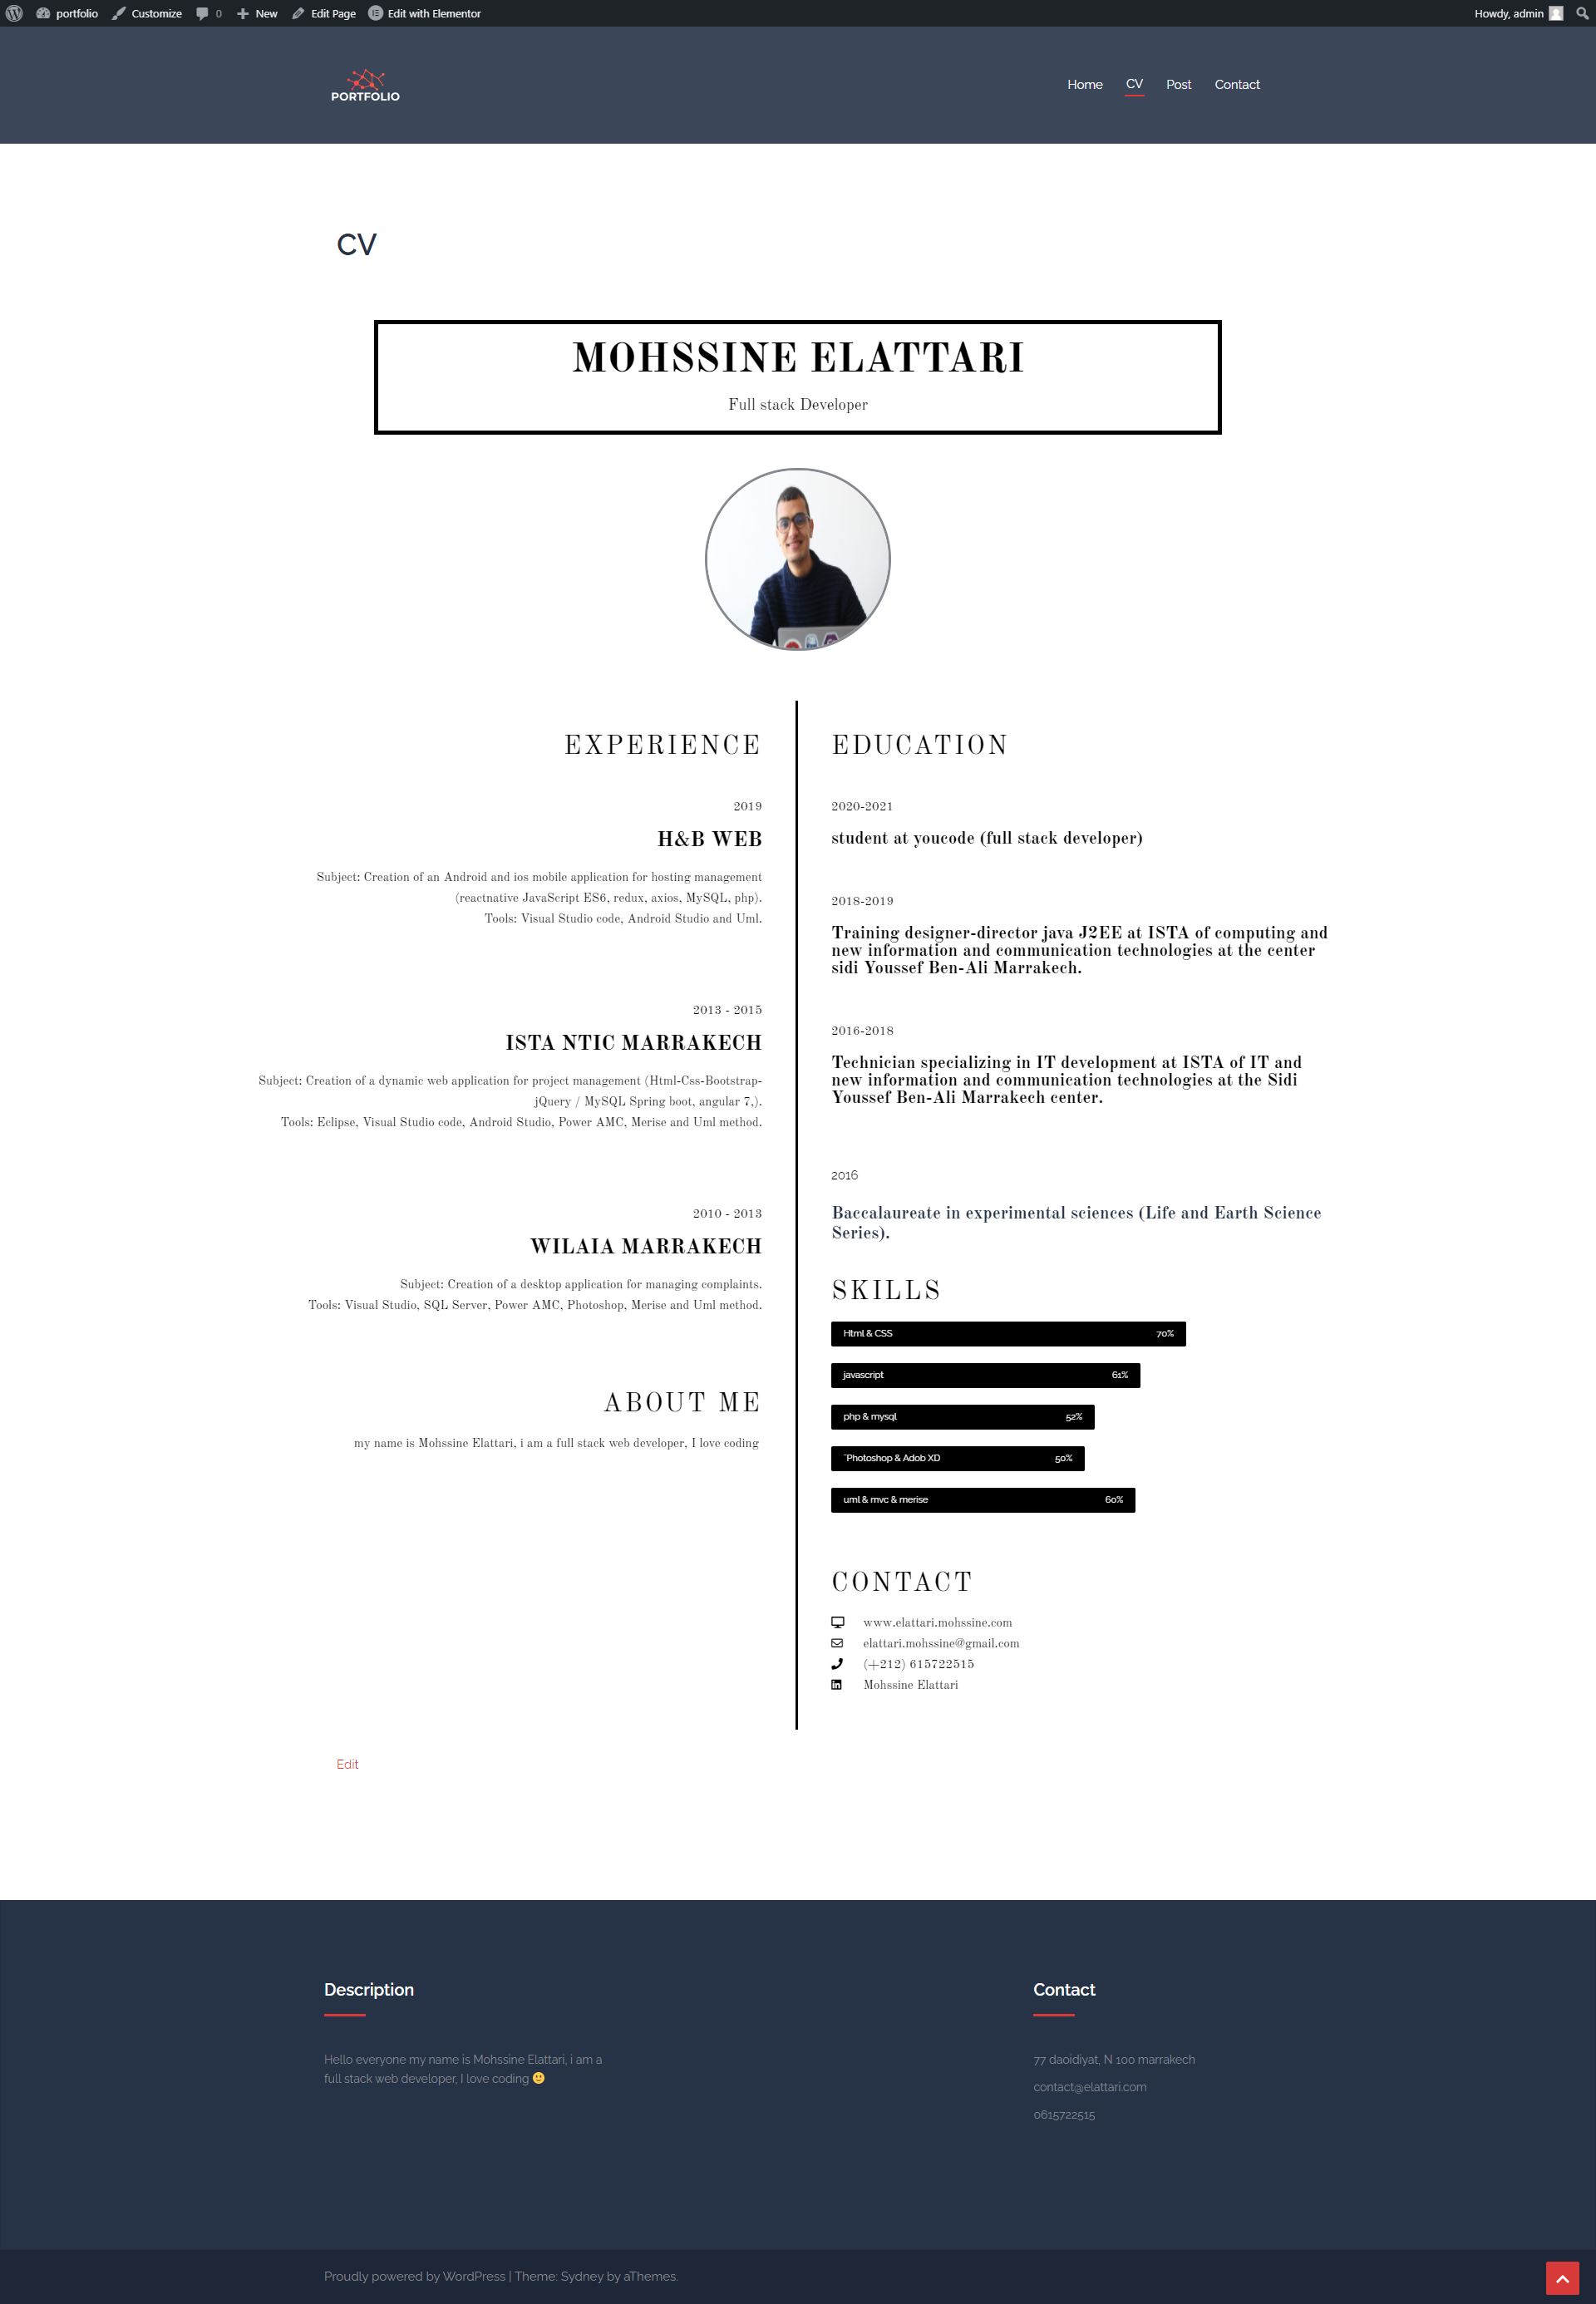 portfolio Customize 0 New Edit Page Edit with Elementor Howdy, admin
PORTFOLIO
Home CV Post Contact
CV
MOHSSINE ELATTARI
Full stack Developer
EXPERIENCE
2019
H&B WEB
Subject: Creation of an Android and ios mobile application for hosting management
(reactnative JavaScript ES6, redux, axios, MySQL, php).
Tools: Visual Studio code, Android Studio and Uml.
2013 - 2015
ISTA NTIC MARRAKECH
Subject: Creation of a dynamic web application for project management (Html-Css-Bootstrap-
jQuery / MySQL Spring boot, angular 7,).
Tools: Eclipse, Visual Studio code, Android Studio, Power AMC, Merise and Uml method.
2010 - 2013
WILAIA MARRAKECH
Subject: Creation of a desktop application for managing complaints.
Tools: Visual Studio, SQL Server, Power AMC, Photoshop, Merise and Uml method.
ABOUT ME
my name is Mohssine Elattari, i am a full stack web developer, I love coding
EDUCATION
2020-2021
student at youcode (full stack developer)
2018-2019
Training designer-director java J2EE at ISTA of computing and
new information and communication technologies at the center
sidi Youssef Ben-Ali Marrakech.
2016-2018
Technician specializing in IT development at ISTA of IT and
new information and communication technologies at the Sidi
Youssef Ben-Ali Marrakech center.
2016
Baccalaureate in experimental sciences (Life and Earth Science
Series).
SKILLS
Html & CSS 70%
javascript 61%
php & mysql 52%
"Photoshop & Adob XD 50%
uml & mvc & merise 60%
CONTACT
www.elattari.mohssine.com
elattari.mohssine@gmail.com
(+212) 615722515
Mohssine Elattari
Edit
Description
Hello everyone my name is Mohssine Elattari, i am a
full stack web developer, I love coding 🙂
Contact
77 daoidiyat, N 100 marrakech
contact@elattari.com
0615722515
Proudly powered by WordPress | Theme: Sydney by aThemes.